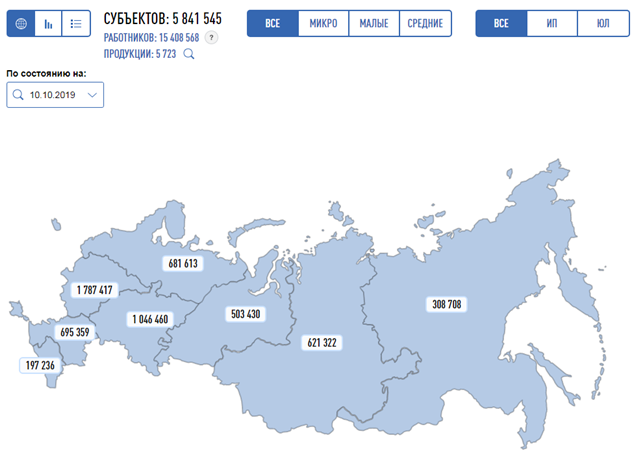 СУБЪЕКТОВ: 5 841 545
РАБОТНИКОВ: 15 408 568 ?
ПРОДУКЦИИ: 5 723
ВСЕ МИКРО МАЛЫЕ СРЕДНИЕ
ВСЕ ИП ЮЛ
По состоянию на:
10.10.2019
681 613
1 787 417
308 708
503 430
1 046 460
695 359
621 322
197 236